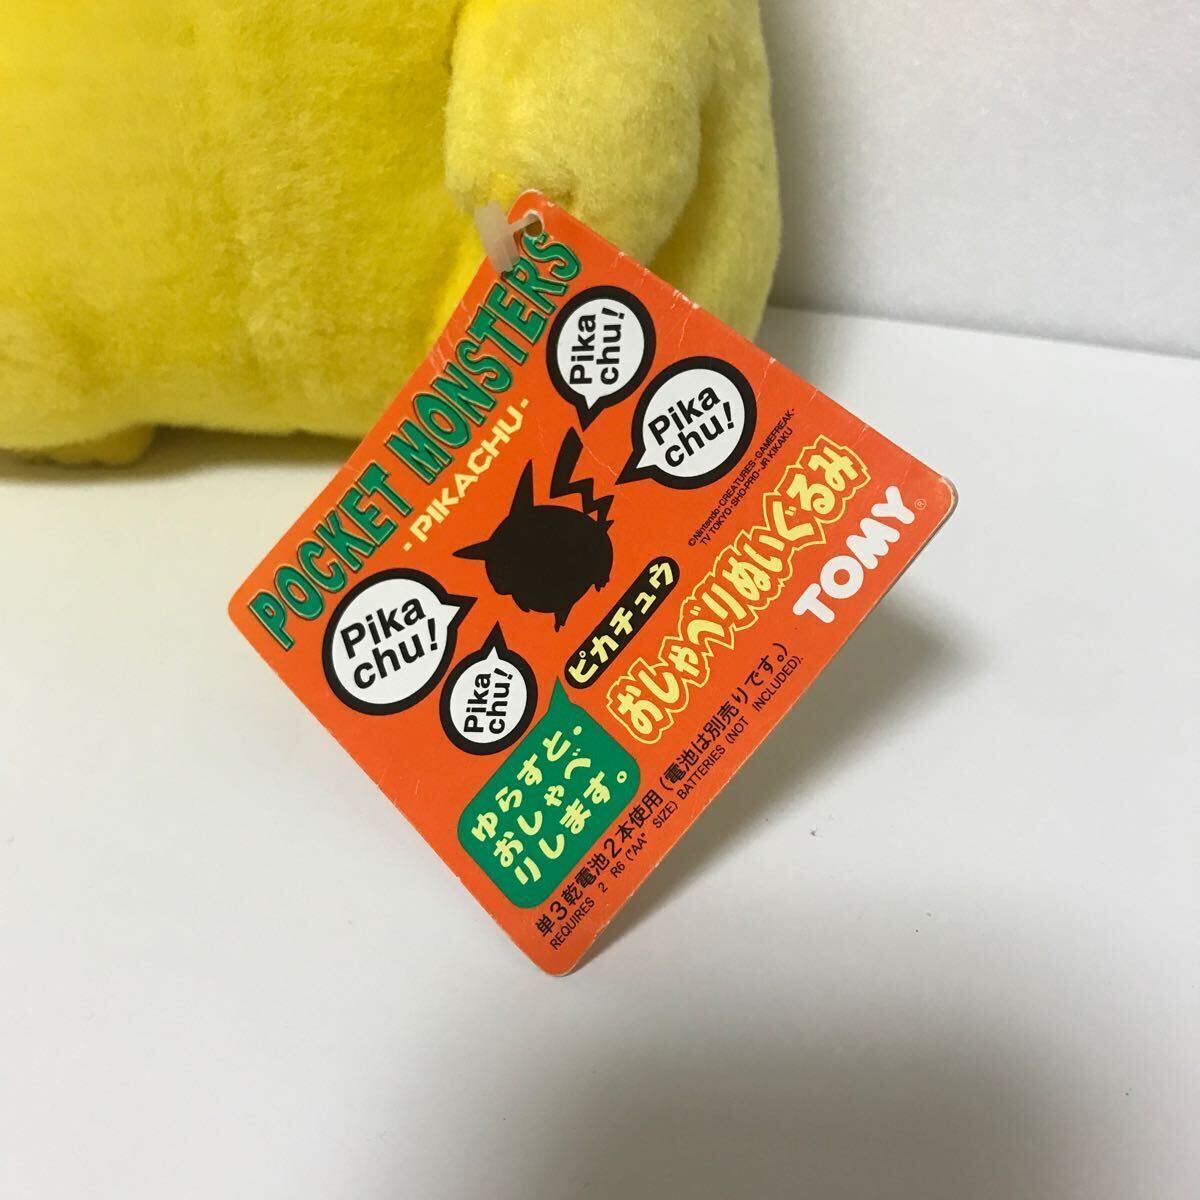 POCKET MONSTERS
- PIKACHU -
Pika
chu!
Pika
chu!
Pika
chu!
Pika
chu!
©Nintendo・CREATURES・GAMEFREAK・
TV TOKYO・SHO-PRO・JR KIKAKU
ピカチュウ
おしゃべりぬいぐるみ
TOMY®
ゆらすと、
おしゃべ
りします。
単3乾電池2本使用(電池は別売りです。)
REQUIRES 2 R6 ("AA" SIZE) BATTERIES (NOT INCLUDED).